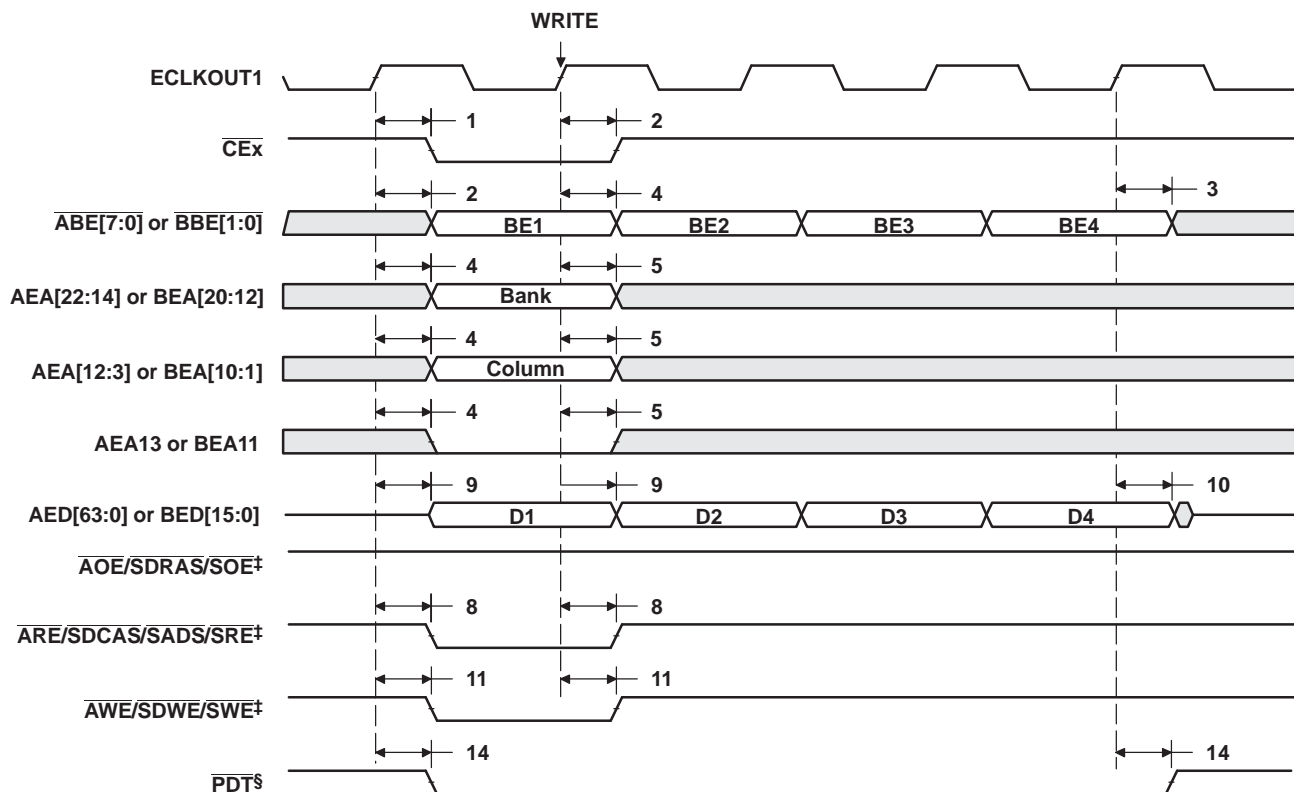 WRITE
ECLKOUT1
1 2
CEx
2 4 3
ABE[7:0] or BBE[1:0] BE1 BE2 BE3 BE4
4 5
AEA[22:14] or BEA[20:12] Bank
4 5
AEA[12:3] or BEA[10:1] Column
4 5
AEA13 or BEA11
9 9 10
AED[63:0] or BED[15:0] D1 D2 D3 D4
AOE/SDRAS/SOE‡
8 8
ARE/SDCAS/SADS/SRE‡
11 11
AWE/SDWE/SWE‡
14 14
PDT§